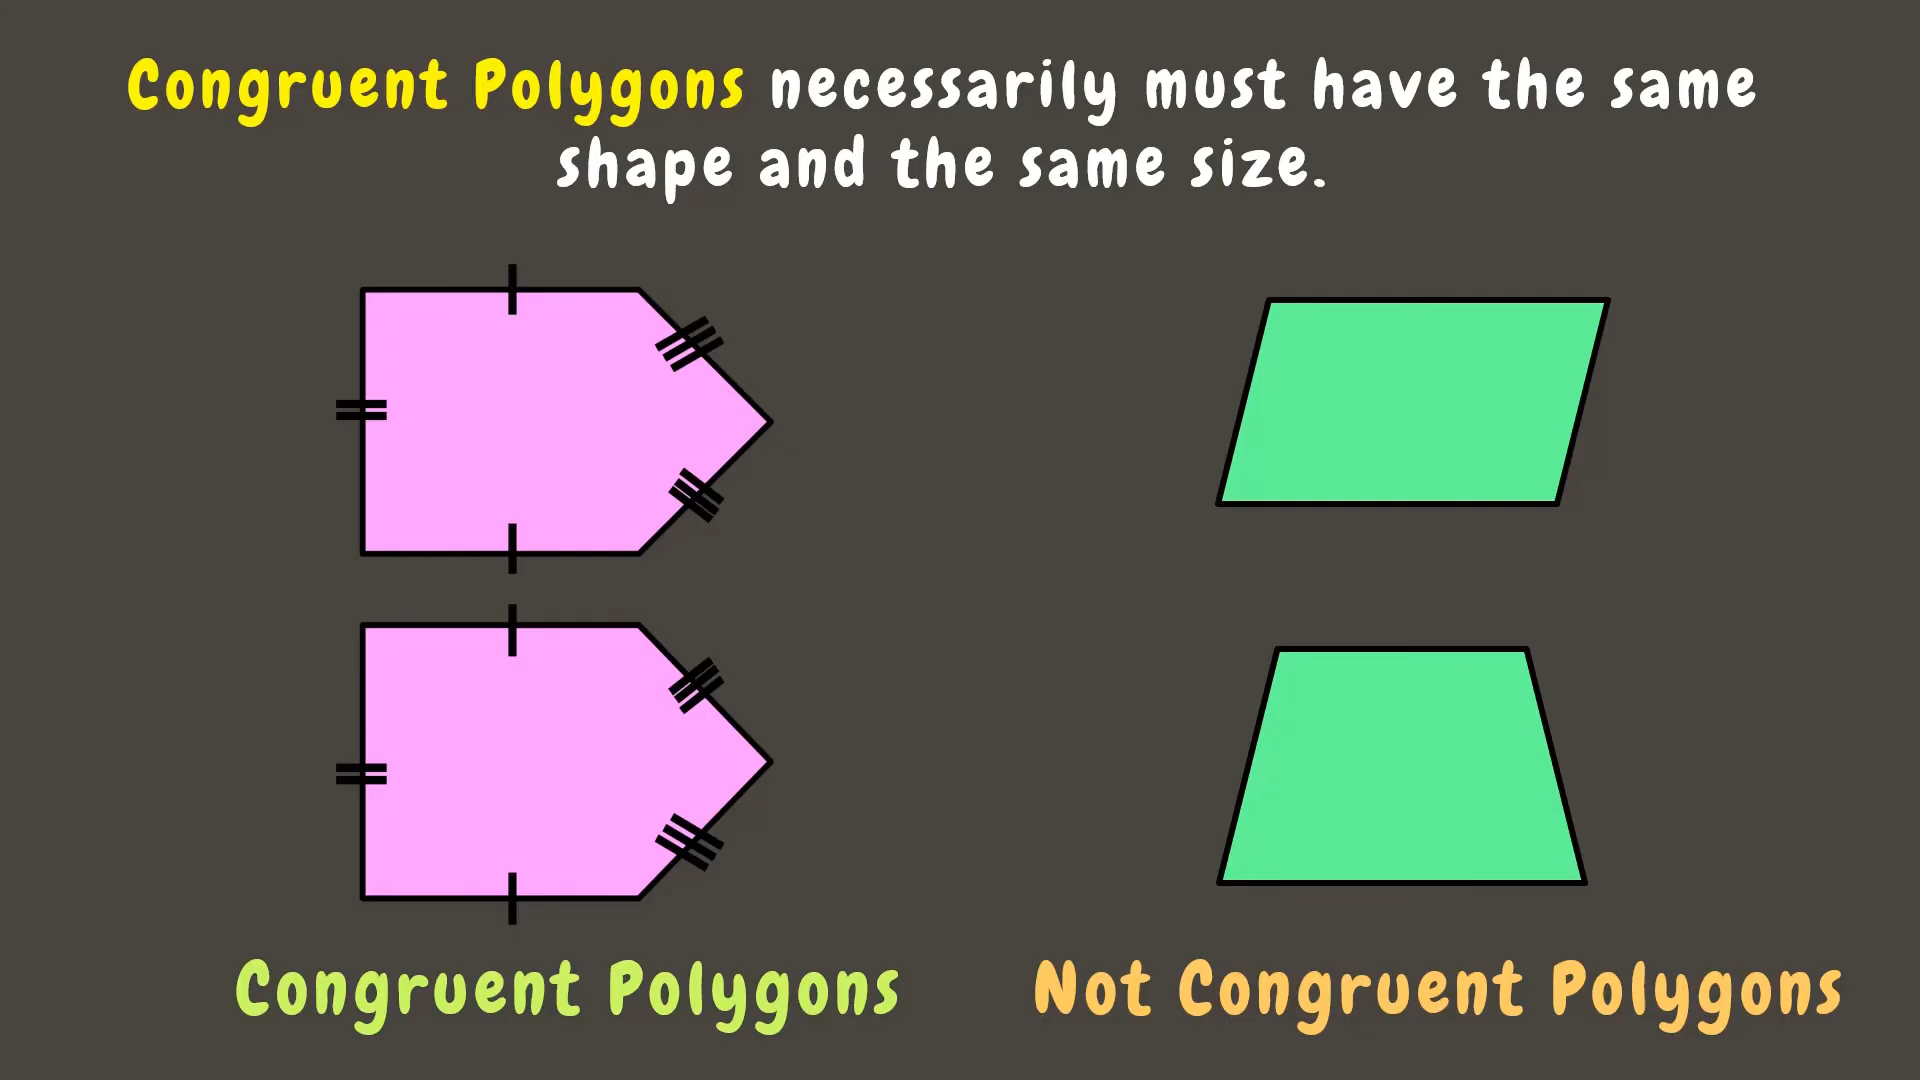 Congruent Polygons necessarily must have the same
shape and the same size.
Congruent Polygons
Not Congruent Polygons